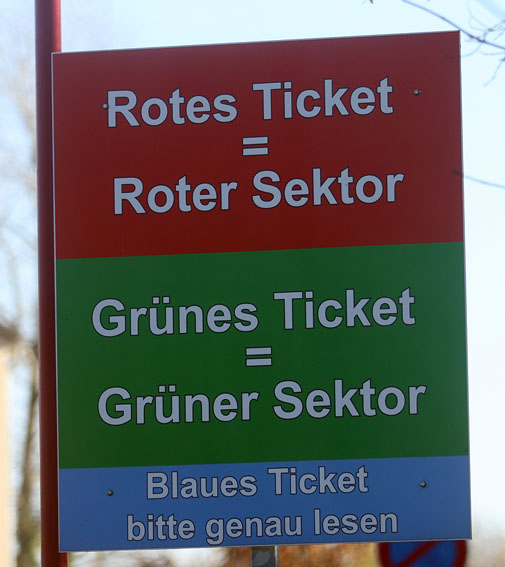 Rotes Ticket
=
Roter Sektor
Grünes Ticket
=
Grüner Sektor
Blaues Ticket
bitte genau lesen